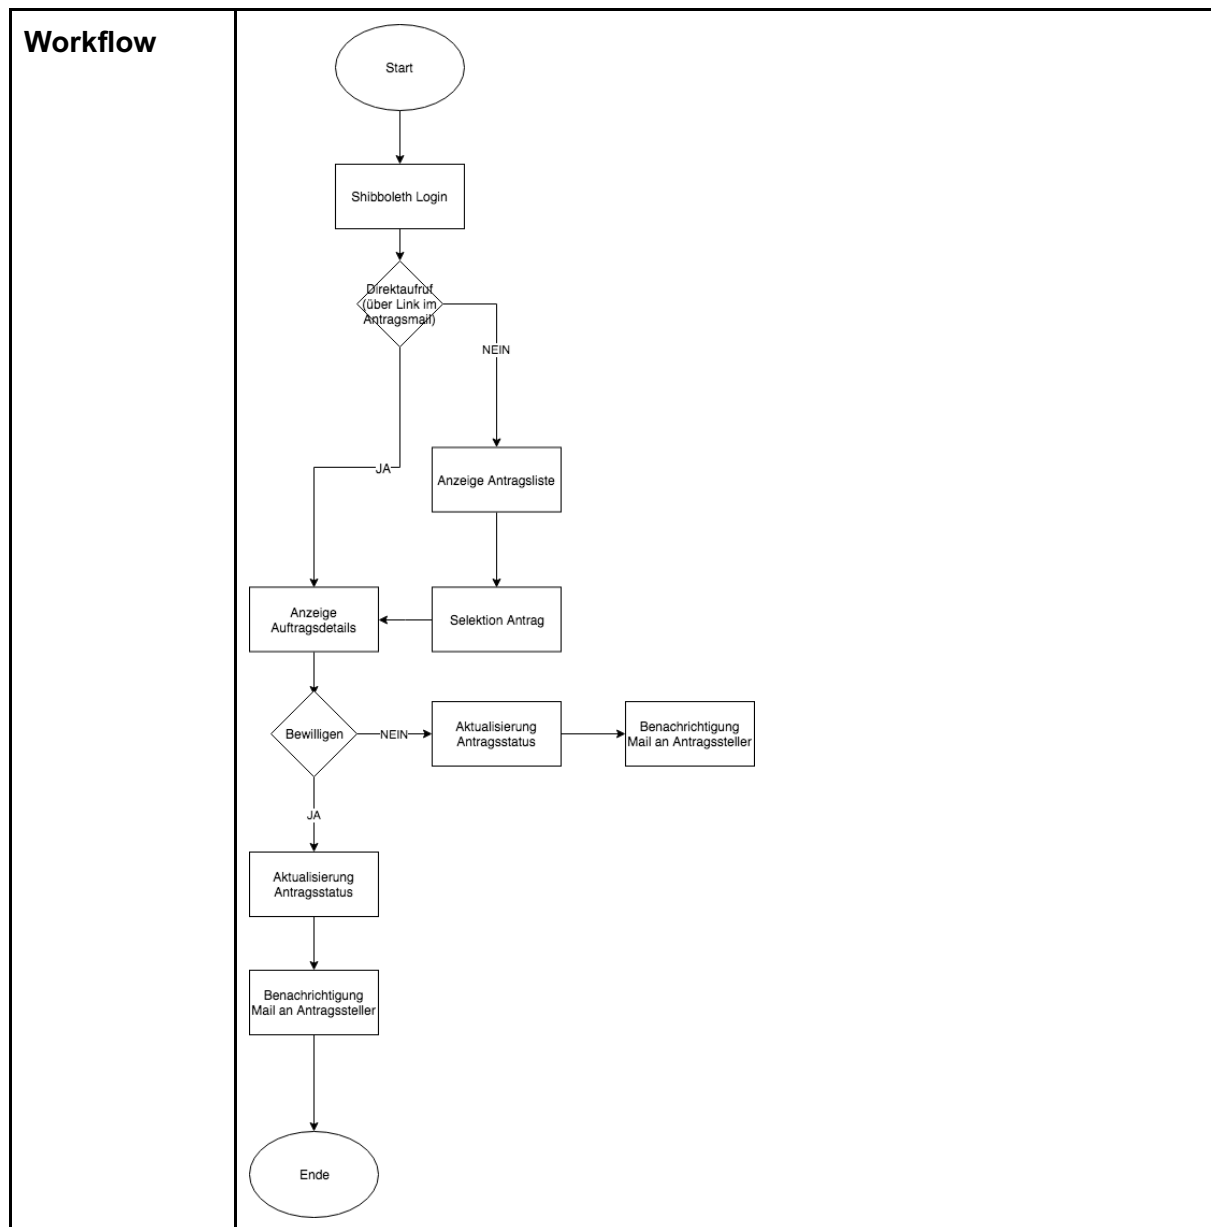 Workflow
Start
Shibboleth Login
Direktaufruf
(über Link im
Antragsmail)
NEIN
JA
Anzeige Antragsliste
Anzeige
Auftragsdetails
Selektion Antrag
Bewilligen
NEIN
Aktualisierung
Antragsstatus
Benachrichtigung
Mail an Antragssteller
JA
Aktualisierung
Antragsstatus
Benachrichtigung
Mail an Antragssteller
Ende